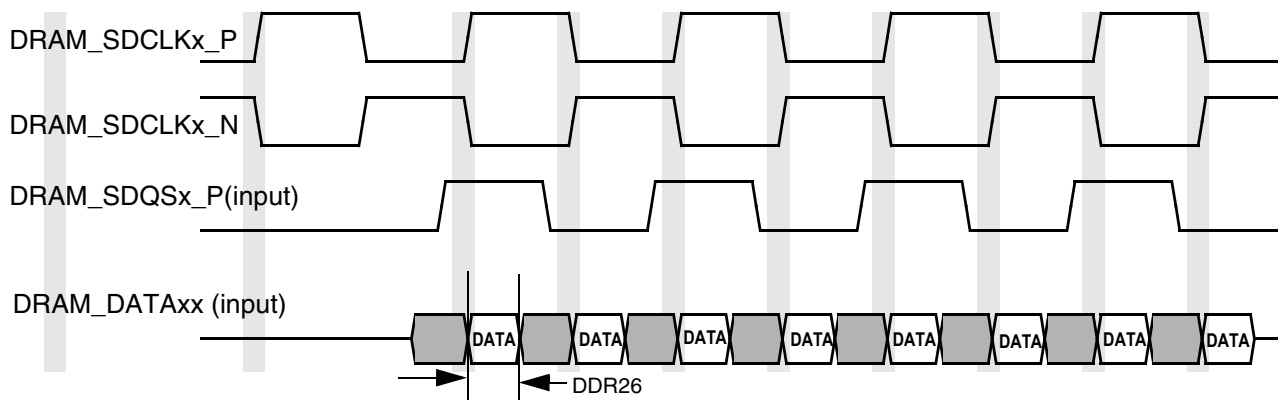 DRAM_SDCLKx_P
DRAM_SDCLKx_N
DRAM_SDQSx_P(input)
DRAM_DATAxx (input)
DATA DATA DATA DATA DATA DATA DATA DATA
DDR26